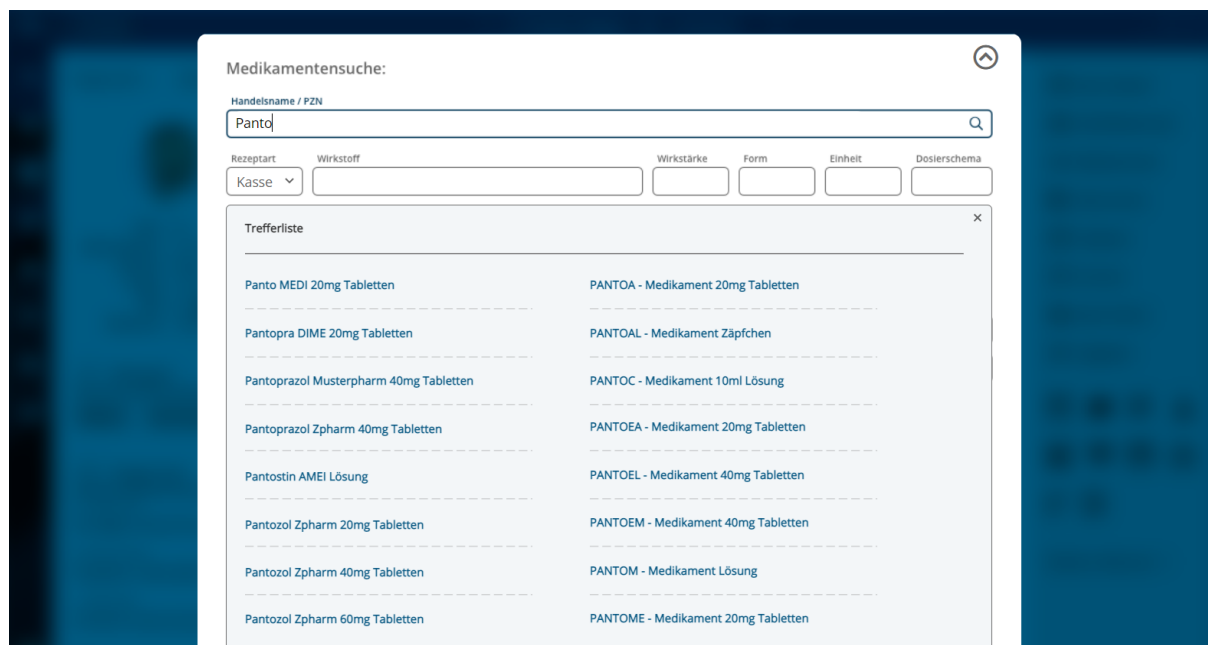 Medikamentensuche:
Handelsname / PZN
Panto
Rezeptart
Wirkstoff
Wirkstärke
Form
Einheit
Dosierschema
Kasse
Trefferliste
Panto MEDI 20mg Tabletten
Pantopra DIME 20mg Tabletten
Pantoprazol Musterpharm 40mg Tabletten
Pantoprazol Zpharm 40mg Tabletten
Pantostin AMEI Lösung
Pantozol Zpharm 20mg Tabletten
Pantozol Zpharm 40mg Tabletten
Pantozol Zpharm 60mg Tabletten
PANTOA - Medikament 20mg Tabletten
PANTOAL - Medikament Zäpfchen
PANTOC - Medikament 10ml Lösung
PANTOEA - Medikament 20mg Tabletten
PANTOEL - Medikament 40mg Tabletten
PANTOEM - Medikament 40mg Tabletten
PANTOM - Medikament Lösung
PANTOME - Medikament 20mg Tabletten